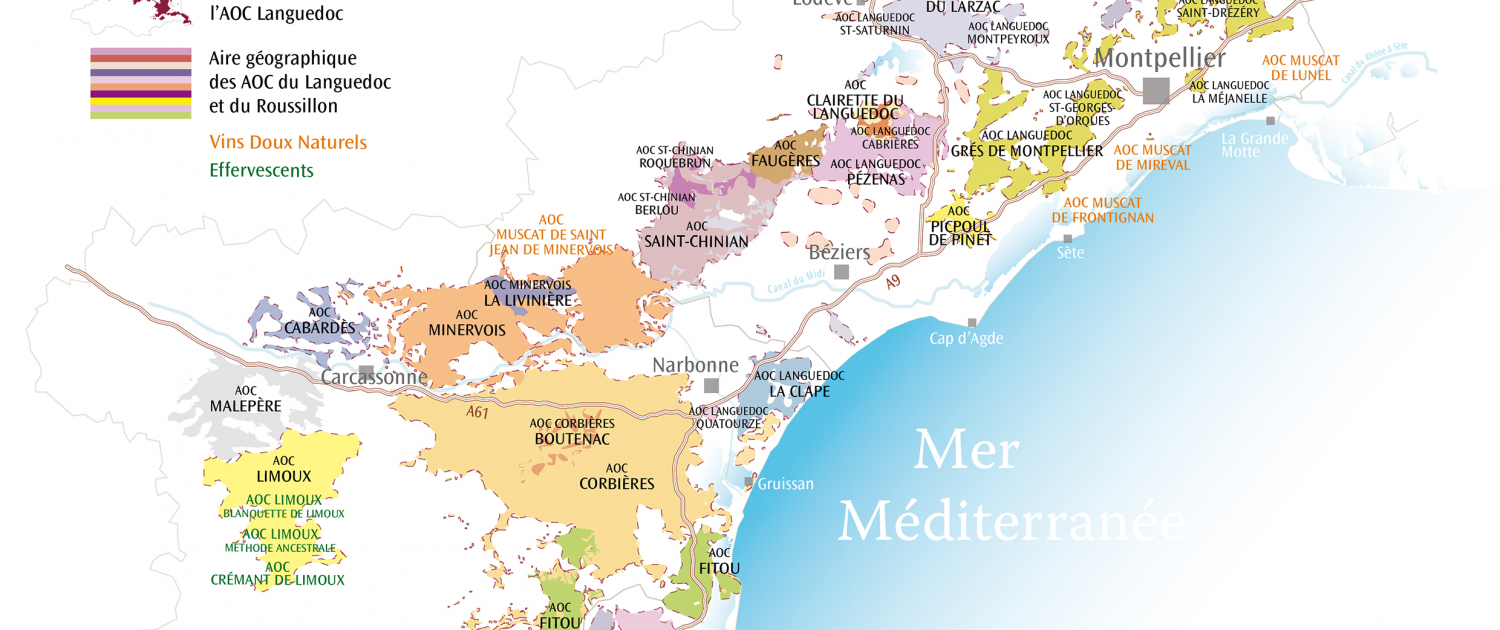 l'AOC Languedoc
Aire géographique
des AOC du Languedoc
et du Roussillon
Vins Doux Naturels
Effervescents
Lodève
AOC LANGUEDOC
ST-SATURNIN
DU LARZAC
AOC LANGUEDOC
MONTPEYROUX
AOC LANGUEDOC
SAINT-DRÉZÉRY
Montpellier
AOC MUSCAT
DE LUNEL
Canal du Rhône à Sète
AOC LANGUEDOC
LA MÉJANELLE
AOC LANGUEDOC
ST-GEORGES-
D'ORQUES
La Grande
Motte
AOC
CLAIRETTE DU
LANGUEDOC
AOC LANGUEDOC
CABRIÈRES
AOC LANGUEDOC
GRÉS DE MONTPELLIER
AOC MUSCAT
DE MIREVAL
AOC
FAUGÈRES
AOC LANGUEDOC
PÉZENAS
AOC ST-CHINIAN
ROQUEBRUN
AOC ST-CHINIAN
BERLOU
AOC
SAINT-CHINIAN
AOC MUSCAT
DE FRONTIGNAN
AOC
PICPOUL
DE PINET
Sète
AOC
MUSCAT DE SAINT
JEAN DE MINERVOIS
Béziers
Canal du Midi
A9
AOC MINERVOIS
LA LIVINIÈRE
AOC
MINERVOIS
AOC
CABARDÈS
Cap d'Agde
Carcassonne
Narbonne
AOC LANGUEDOC
LA CLAPE
AOC
MALEPÈRE
A61
AOC LANGUEDOC
QUATOURZE
AOC CORBIÈRES
BOUTENAC
AOC
CORBIÈRES
Mer
Méditerranée
Gruissan
AOC
LIMOUX
AOC LIMOUX
BLANQUETTE DE LIMOUX
AOC LIMOUX
MÉTHODE ANCESTRALE
AOC
CRÉMANT DE LIMOUX
AOC
FITOU
AOC
FITOU